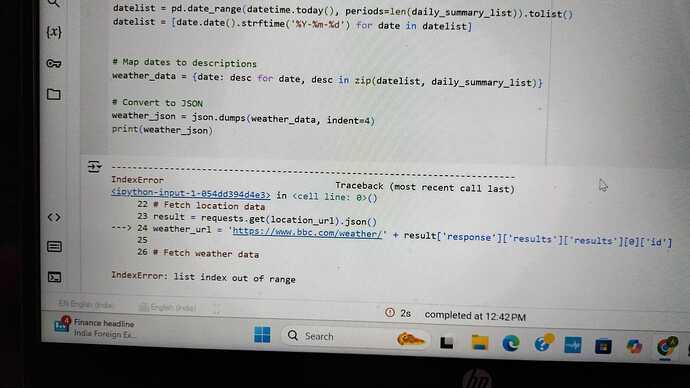 datelist = pd.date_range(datetime.today(), periods=len(daily_summary_list)).tolist()
datelist = [date.date().strftime('%Y-%m-%d') for date in datelist]
# Map dates to descriptions
weather_data = {date: desc for date, desc in zip(datelist, daily_summary_list)}
# Convert to JSON
weather_json = json.dumps(weather_data, indent=4)
print(weather_json)
{x}
---------------------------------------------------------------------------
IndexError Traceback (most recent call last)
<ipython-input-1-054dd394d4e3> in <cell line: 0>()
22 # Fetch location data
23 result = requests.get(location_url).json()
---> 24 weather_url = 'https://www.bbc.com/weather/' + result['response']['results']['results'][0]['id']
25
26 # Fetch weather data
IndexError: list index out of range
EN English (India)
English (India)
2s completed at 12:42 PM
4
Finance headline
India Foreign Ex...
Search
hp